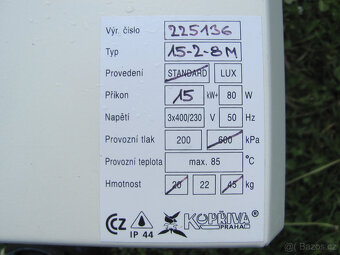 Výr. číslo 225136
Typ 15-2-8M
Provedení STANDARD LUX
Příkon 15 kW+ 80 W
Napětí 3x400/230 V 50 Hz
Provozní tlak 200 600 kPa
Provozní teplota max. 85 °C
Hmotnost 20 22 45 kg
CZ IP 44 KOPŘIVA ®
PRAHA